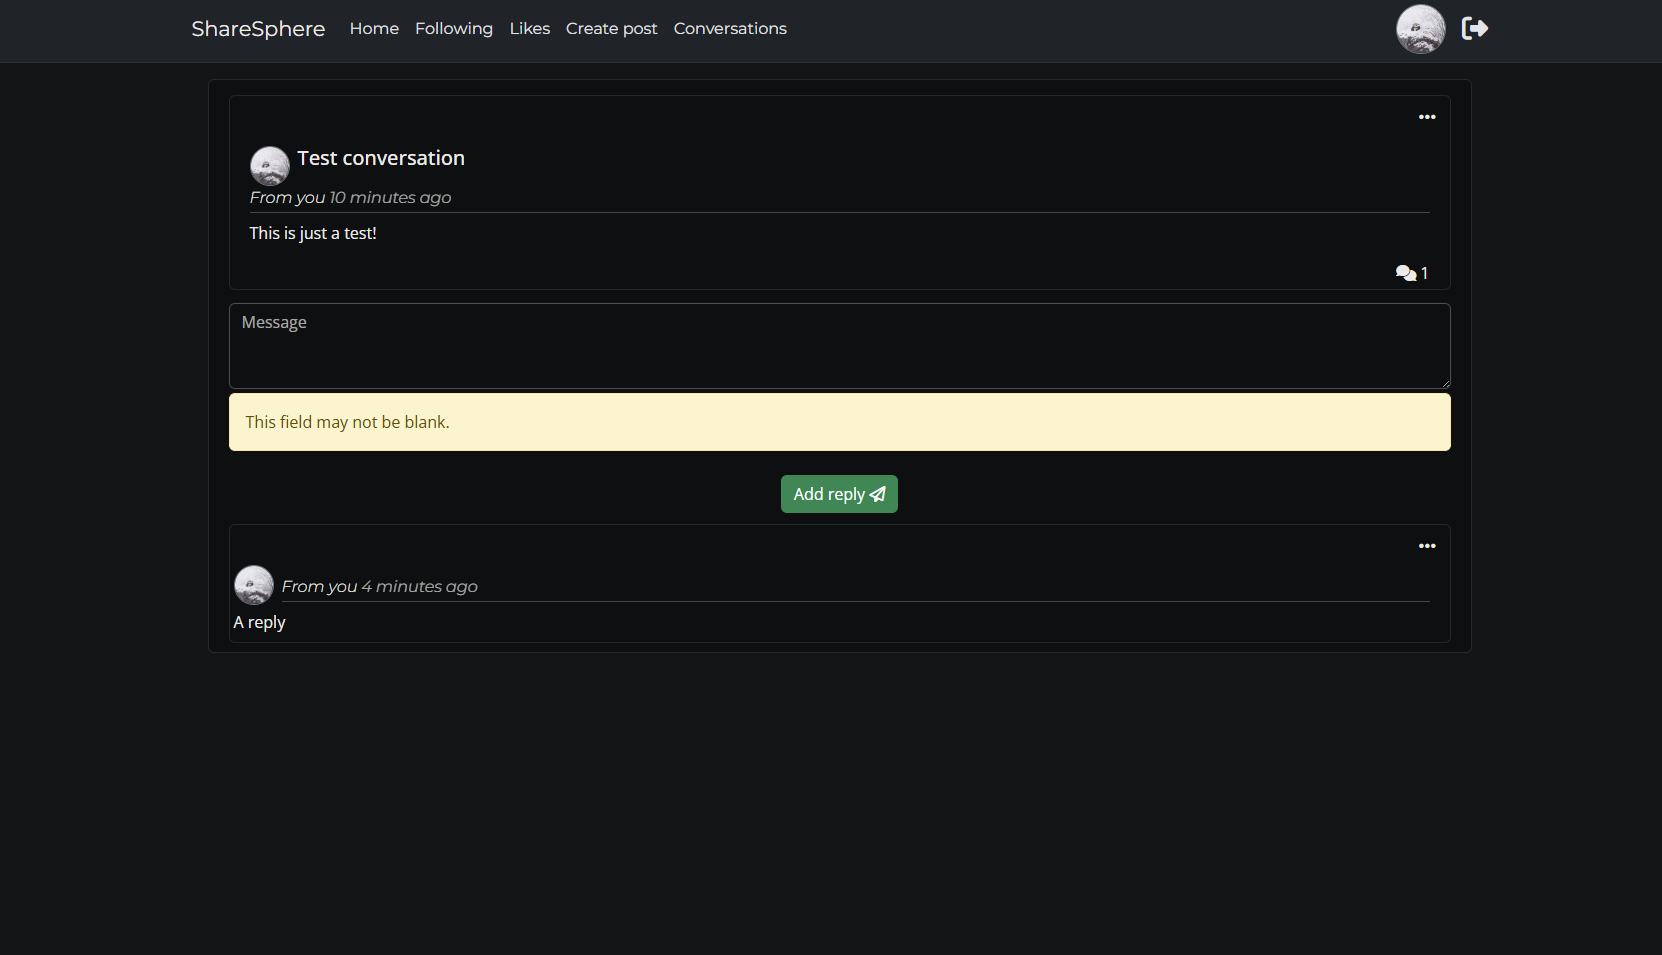 ShareSphere Home Following Likes Create post Conversations
Test conversation
From you 10 minutes ago
This is just a test!
1
Message
This field may not be blank.
Add reply
From you 4 minutes ago
A reply